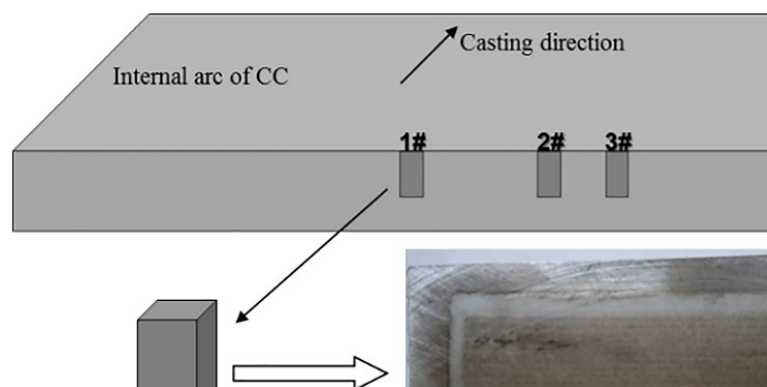 Casting direction
Internal arc of CC
1# 2# 3#